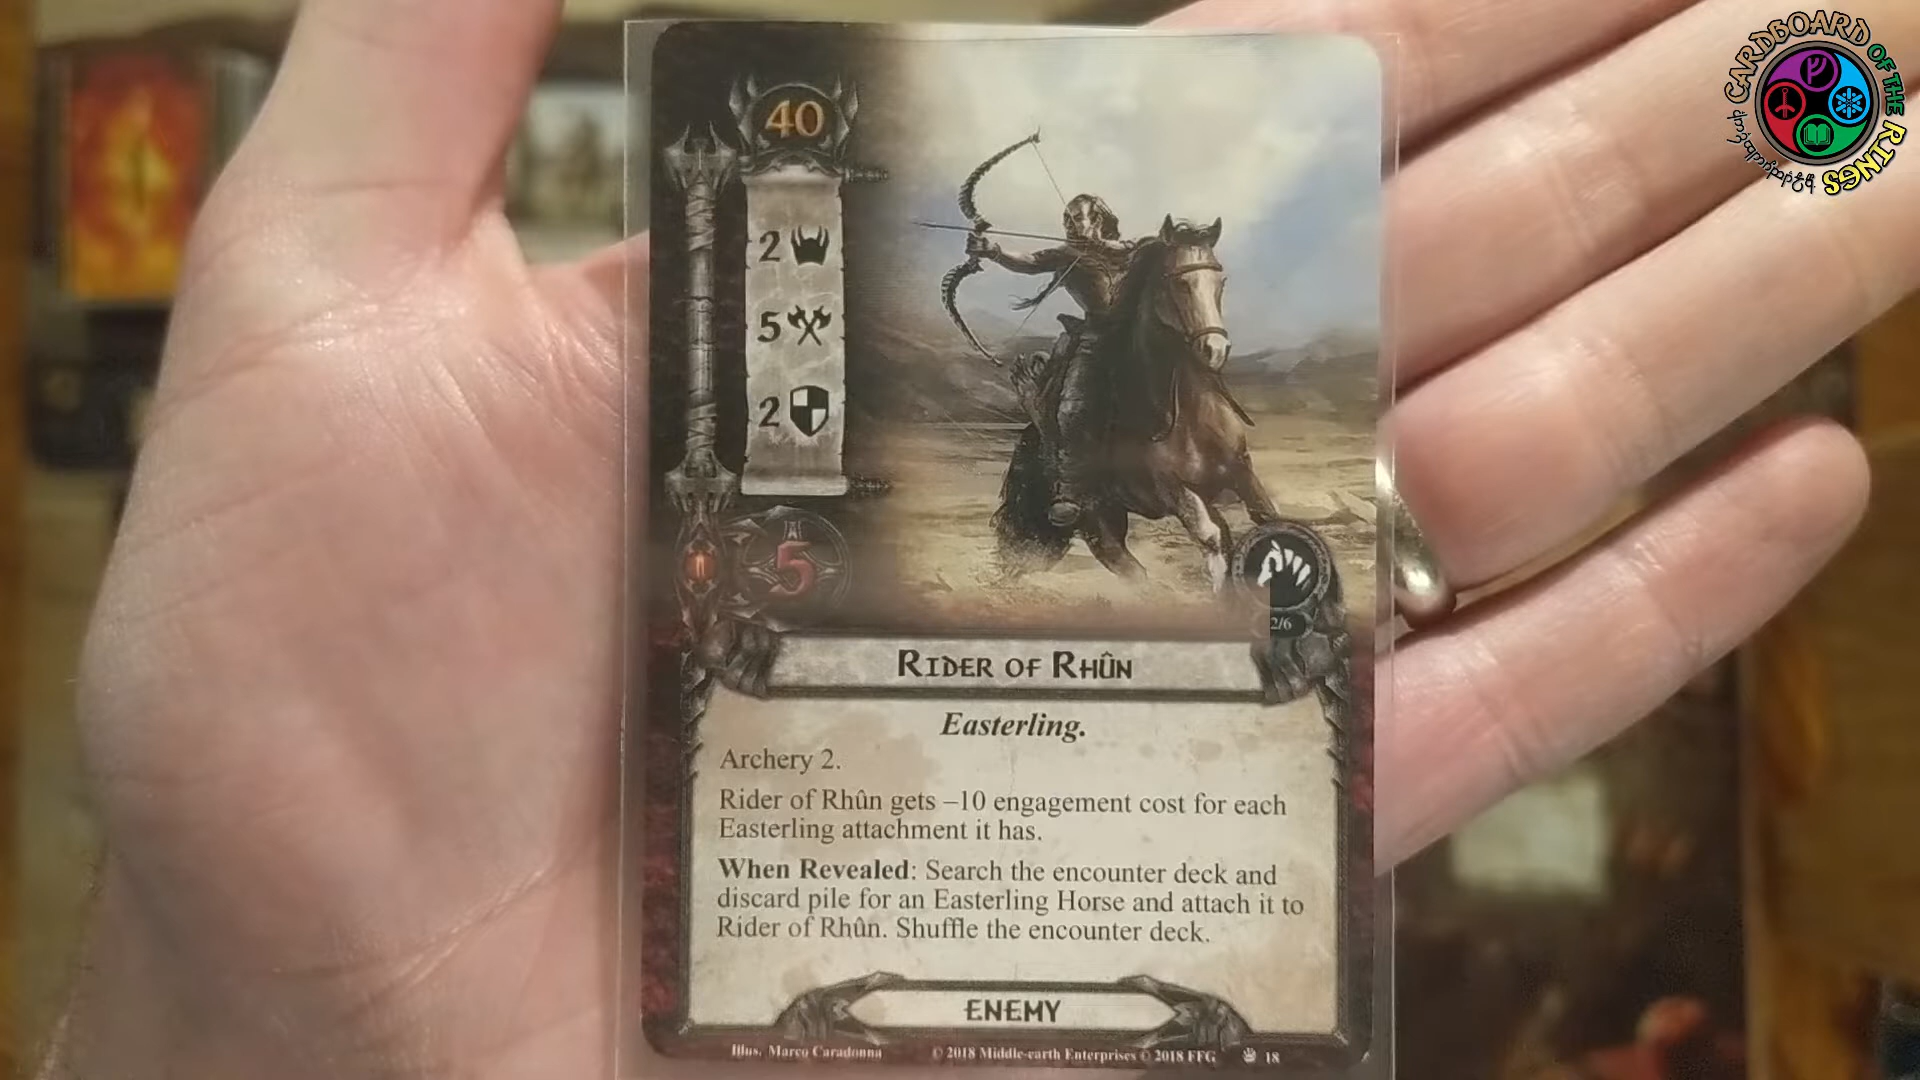 CARDBOARD OF THE RINGS
40
2
5
2
5
2/6
RIDER OF RHÛN
Easterling.
Archery 2.
Rider of Rhûn gets –10 engagement cost for each
Easterling attachment it has.
When Revealed: Search the encounter deck and
discard pile for an Easterling Horse and attach it to
Rider of Rhûn. Shuffle the encounter deck.
ENEMY
Illus. Marco Caradonna © 2018 Middle-earth Enterprises © 2018 FFG 18